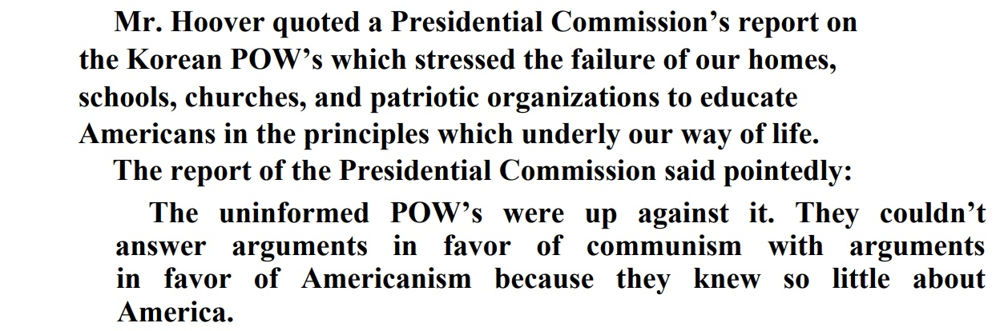 Mr. Hoover quoted a Presidential Commission’s report on
the Korean POW’s which stressed the failure of our homes,
schools, churches, and patriotic organizations to educate
Americans in the principles which underly our way of life.
The report of the Presidential Commission said pointedly:
The uninformed POW’s were up against it. They couldn’t
answer arguments in favor of communism with arguments
in favor of Americanism because they knew so little about
America.